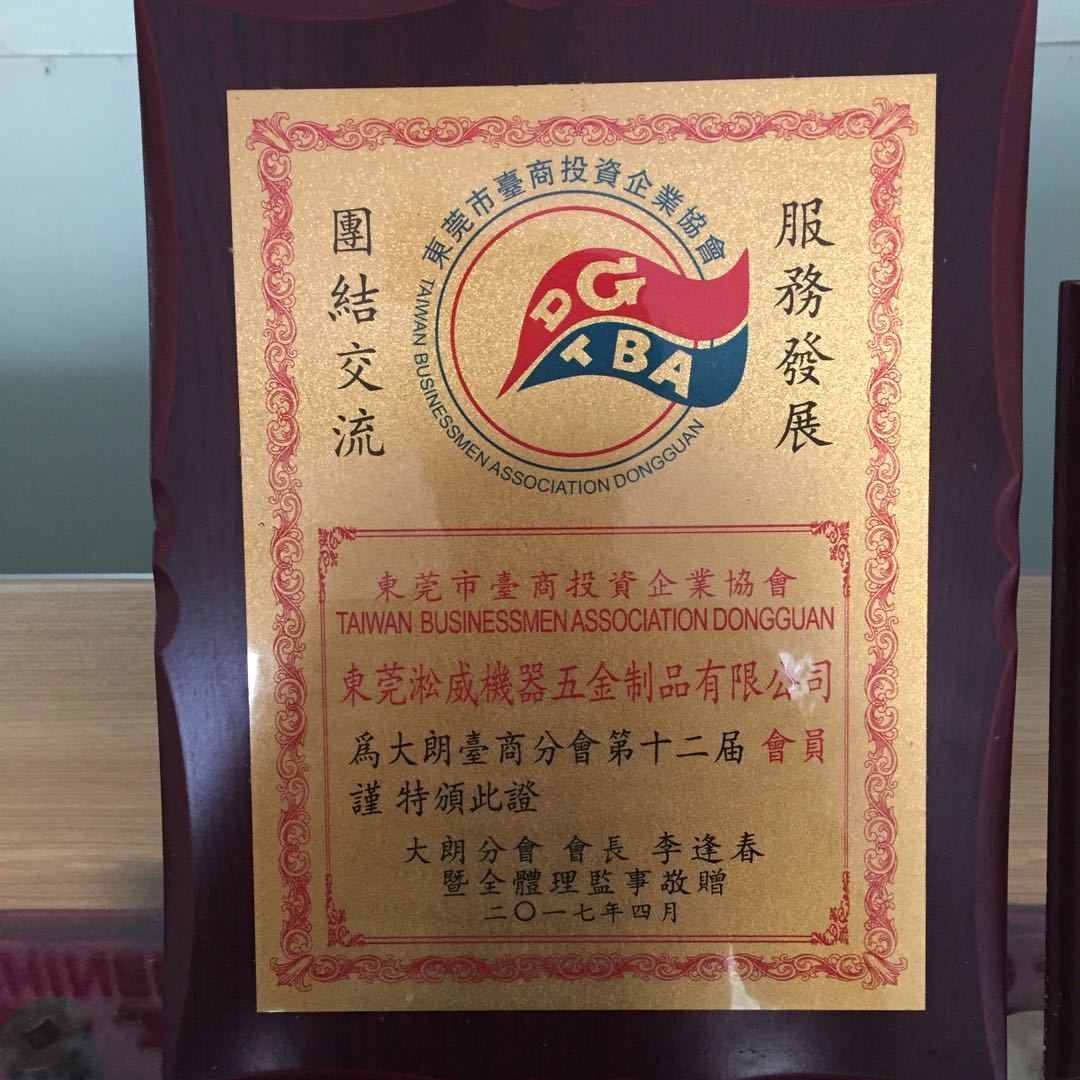 團結交流
服務發展
東莞市臺商投資企業協會
DG
TBA
TAIWAN BUSINESSMEN ASSOCIATION DONGGUAN
東莞市臺商投資企業協會
TAIWAN BUSINESSMEN ASSOCIATION DONGGUAN
東莞淞威機器五金制品有限公司
爲大朗臺商分會第十二届 會員
謹 特頒此證
大朗分會 會長 李逢春
暨全體理監事敬贈
二〇一七年四月